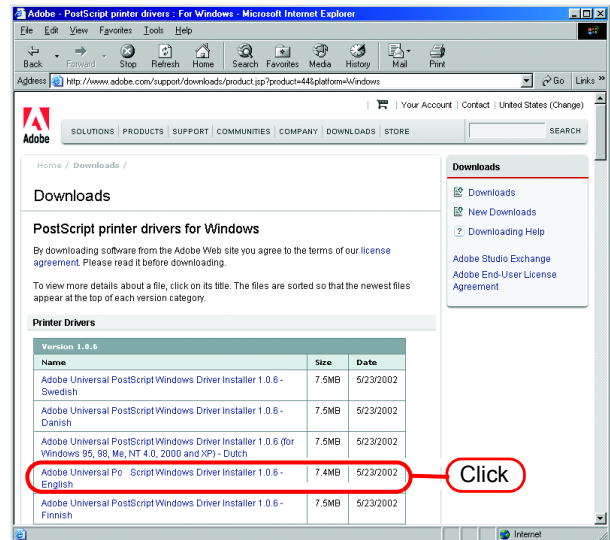 Adobe - PostScript printer drivers : For Windows - Microsoft Internet Explorer
File Edit View Favorites Tools Help
Back Forward Stop Refresh Home Search Favorites Media History Mail Print
Address http://www.adobe.com/support/downloads/product.jsp?product=44&platform=Windows Go Links »
Your Account | Contact | United States (Change)
Adobe
SOLUTIONS PRODUCTS SUPPORT COMMUNITIES COMPANY DOWNLOADS STORE SEARCH
Home / Downloads /
Downloads
PostScript printer drivers for Windows
By downloading software from the Adobe Web site you agree to the terms of our license
agreement. Please read it before downloading.
To view more details about a file, click on its title. The files are sorted so that the newest files
appear at the top of each version category.
Printer Drivers
Version 1.0.6
Name Size Date
Adobe Universal PostScript Windows Driver Installer 1.0.6 - 7.5MB 5/23/2002
Swedish
Adobe Universal PostScript Windows Driver Installer 1.0.6 - 7.5MB 5/23/2002
Danish
Adobe Universal PostScript Windows Driver Installer 1.0.6 (for 7.5MB 5/23/2002
Windows 95, 98, Me, NT 4.0, 2000 and XP) - Dutch
Adobe Universal Po .Script Windows Driver Installer 1.0.6 - 7.4MB 5/23/2002
English
Adobe Universal PostScript Windows Driver Installer 1.0.6 - 7.5MB 5/23/2002
Finnish
Click
Downloads
Downloads
New Downloads
? Downloading Help
Adobe Studio Exchange
Adobe End-User License
Agreement
Internet